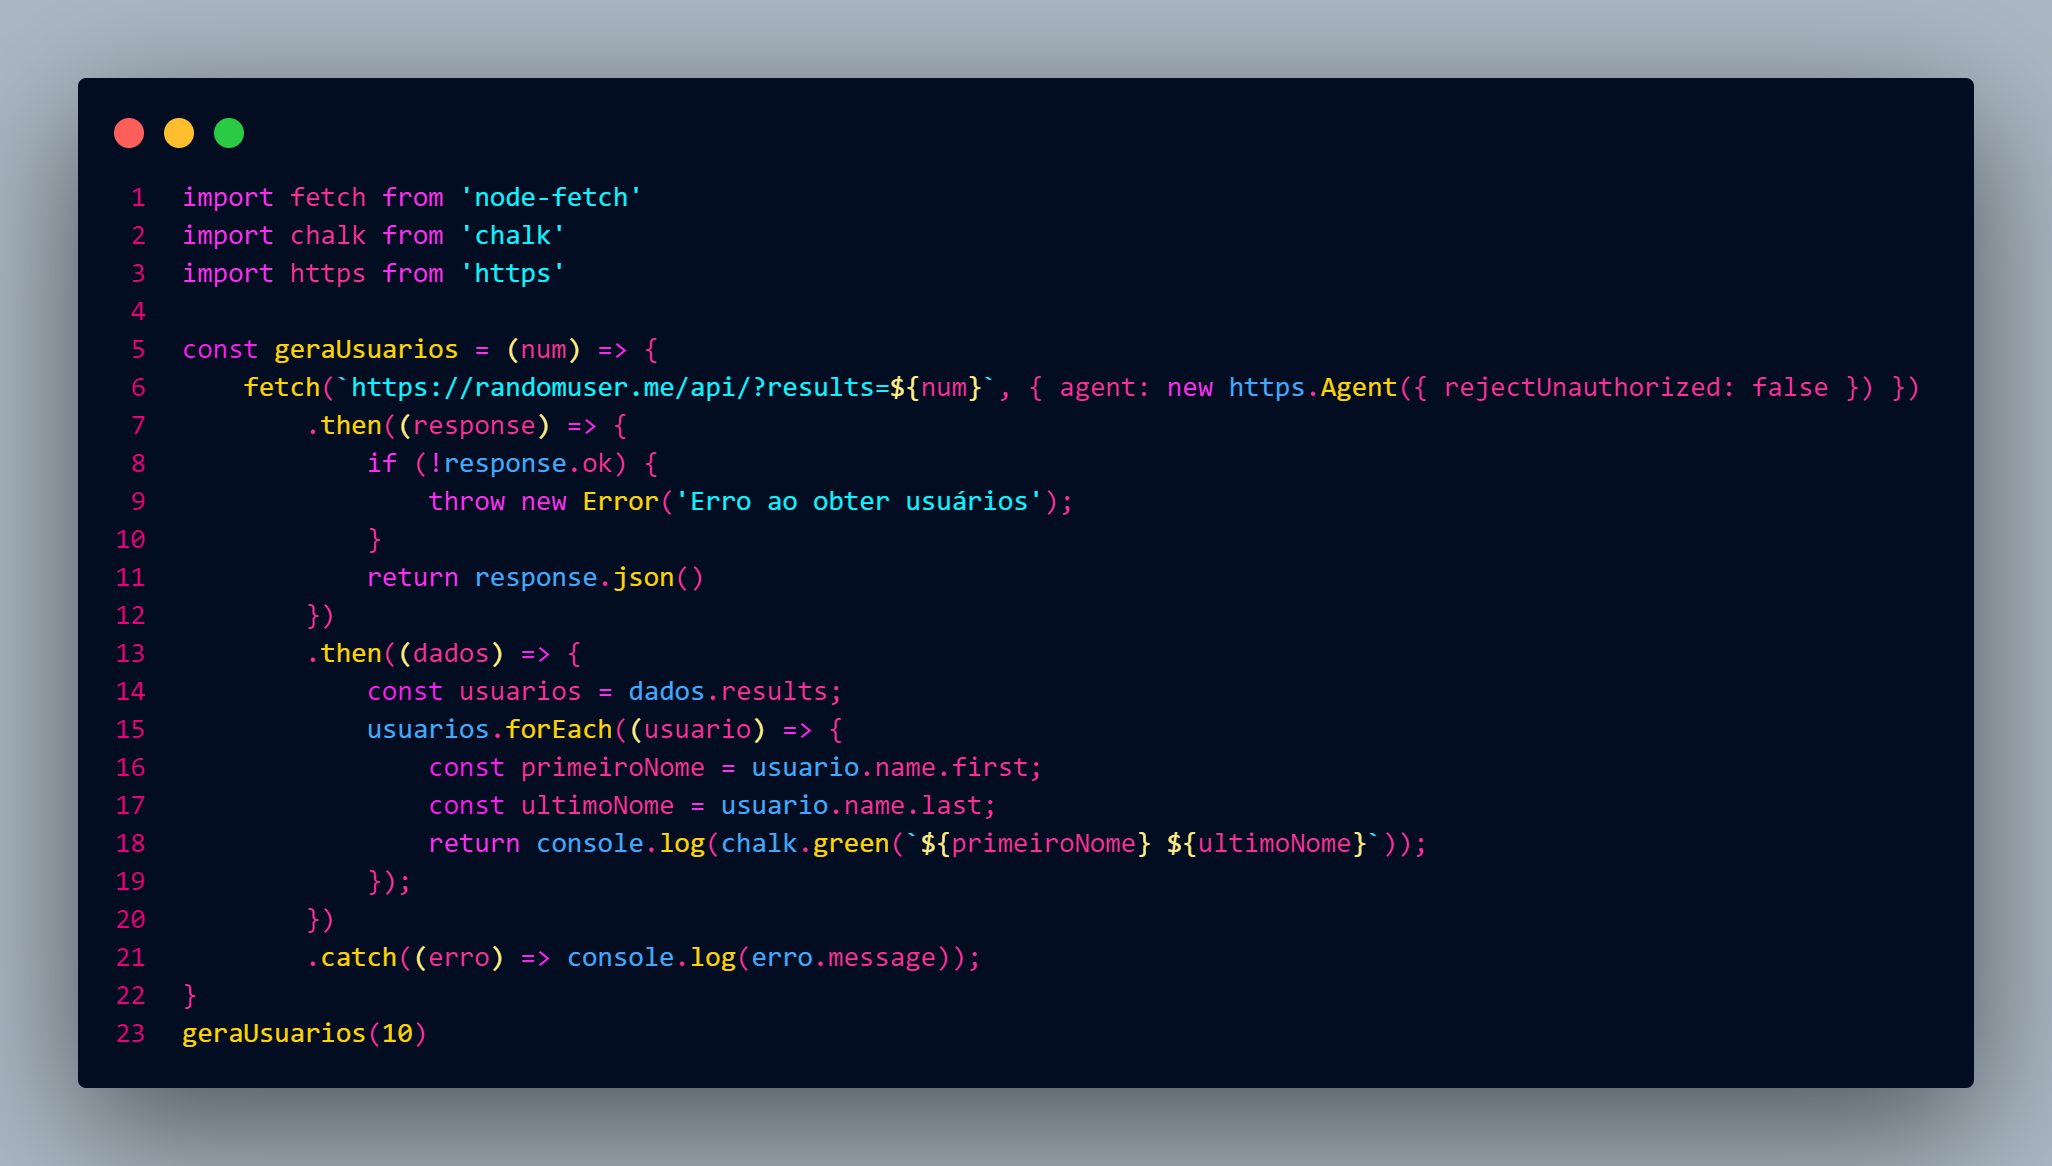 1 import fetch from 'node-fetch'
2 import chalk from 'chalk'
3 import https from 'https'
4
5 const geraUsuarios = (num) => {
6     fetch(`https://randomuser.me/api/?results=${num}`, { agent: new https.Agent({ rejectUnauthorized: false }) })
7         .then((response) => {
8             if (!response.ok) {
9                 throw new Error('Erro ao obter usuários');
10             }
11             return response.json()
12         })
13         .then((dados) => {
14             const usuarios = dados.results;
15             usuarios.forEach((usuario) => {
16                 const primeiroNome = usuario.name.first;
17                 const ultimoNome = usuario.name.last;
18                 return console.log(chalk.green(`${primeiroNome} ${ultimoNome}`));
19             });
20         })
21         .catch((erro) => console.log(erro.message));
22 }
23 geraUsuarios(10)